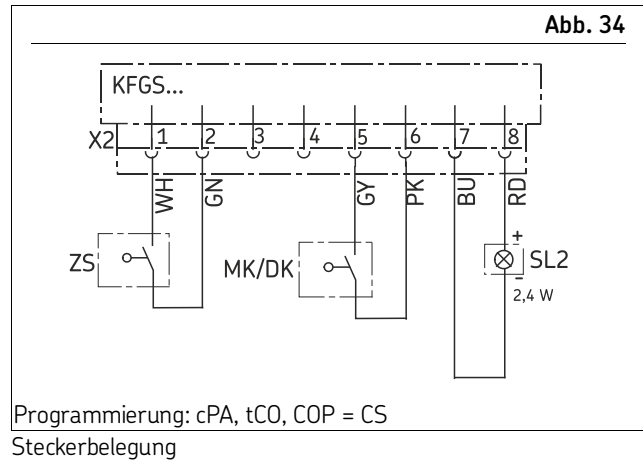 Abb. 34
KFGS...
X2 1 2 3 4 5 6 7 8
WH GN GY PK BU RD
+
ZS MK/DK SL2
−
2,4 W
Programmierung: cPA, tCO, COP = CS
Steckerbelegung